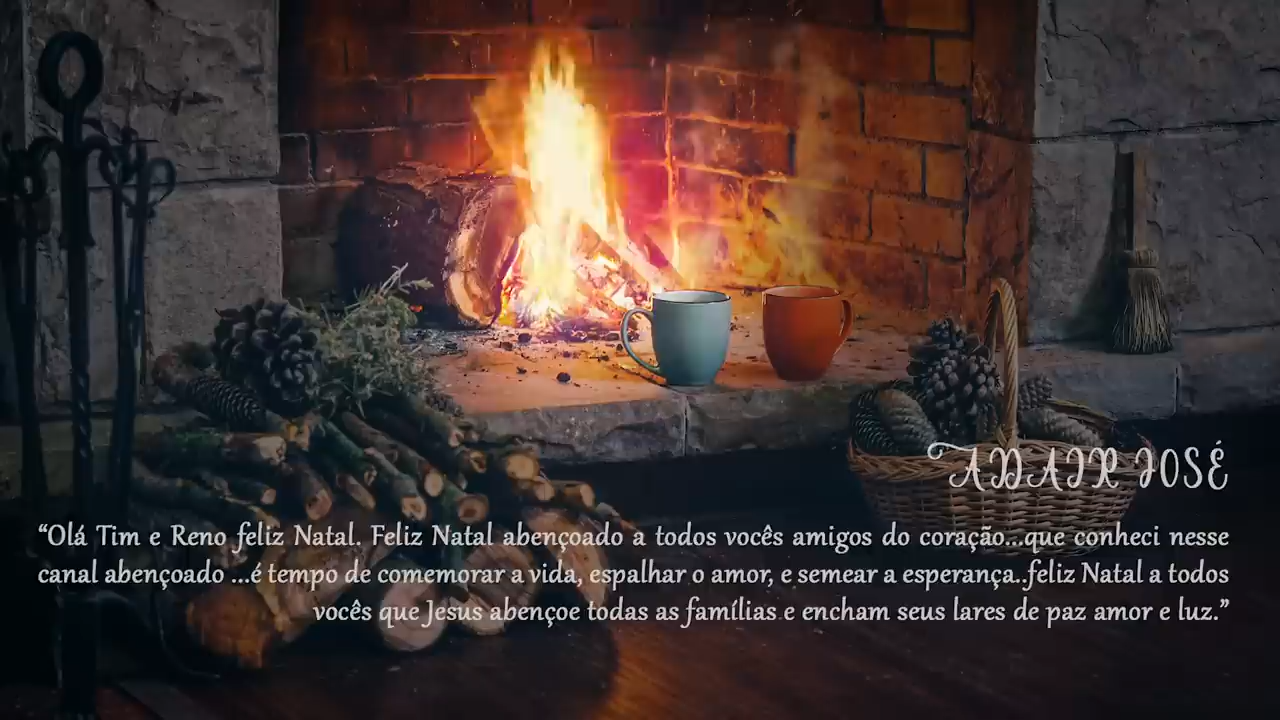 ADAIR JOSÉ
“Olá Tim e Reno feliz Natal. Feliz Natal abençoado a todos vocês amigos do coração...que conheci nesse
canal abençoado ...é tempo de comemorar a vida, espalhar o amor, e semear a esperança..feliz Natal a todos
vocês que Jesus abençoe todas as famílias e encham seus lares de paz amor e luz.”